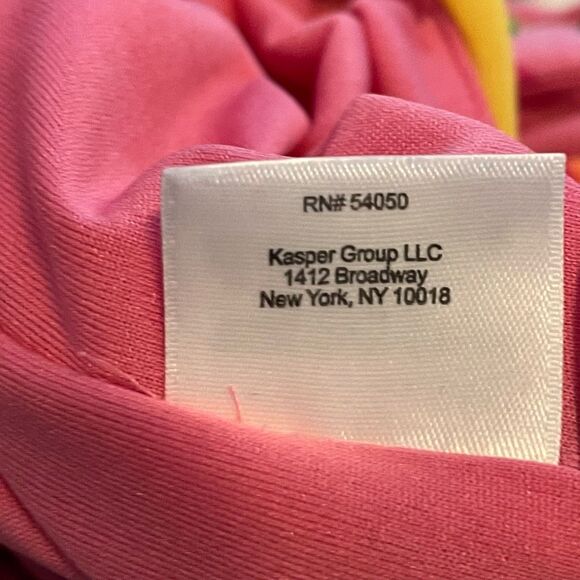 RN# 54050
Kasper Group LLC
1412 Broadway
New York, NY 10018